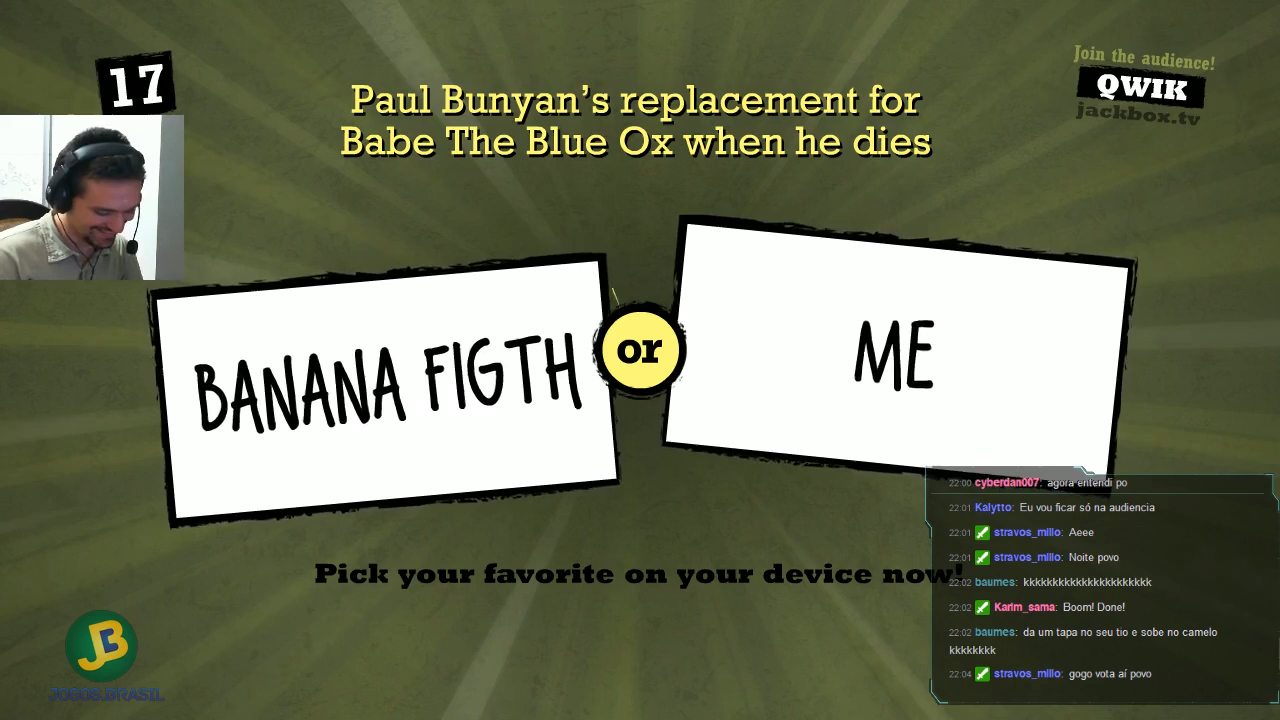 17
Join the audience!
QWIK
jackbox.tv
Paul Bunyan's replacement for
Babe The Blue Ox when he dies
BANANA FIGTH
or
ME
Pick your favorite on your device now!
22:00 cyberdan007: agora entendi po
22:01 Kalytto: Eu vou ficar só na audiencia
22:01 stravos_millo: Aeee
22:01 stravos_millo: Noite povo
22:02 baumes: kkkkkkkkkkkkkkkkkkkkkk
22:02 Karim_sama: Boom! Done!
22:02 baumes: da um tapa no seu tio e sobe no camelo
kkkkkkkk
22:04 stravos_millo: gogo vota aí povo
JB
JOGOS.BRASIL